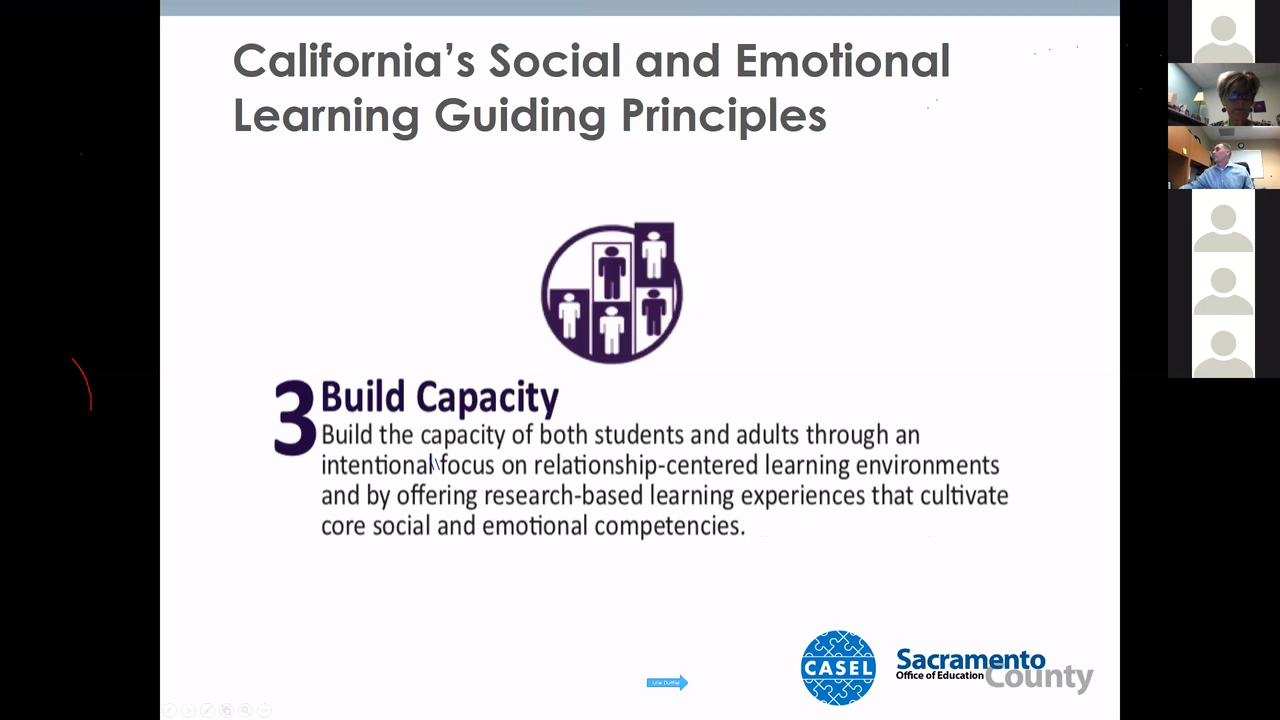 California's Social and Emotional
Learning Guiding Principles
3 Build Capacity
Build the capacity of both students and adults through an
intentional focus on relationship-centered learning environments
and by offering research-based learning experiences that cultivate
core social and emotional competencies.
CASEL
Sacramento
Office of Education County